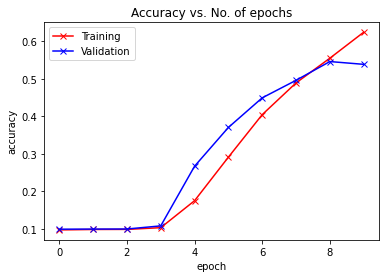 Accuracy vs. No. of epochs
Training
Validation
accuracy
0.6
0.5
0.4
0.3
0.2
0.1
0 2 4 6 8
epoch